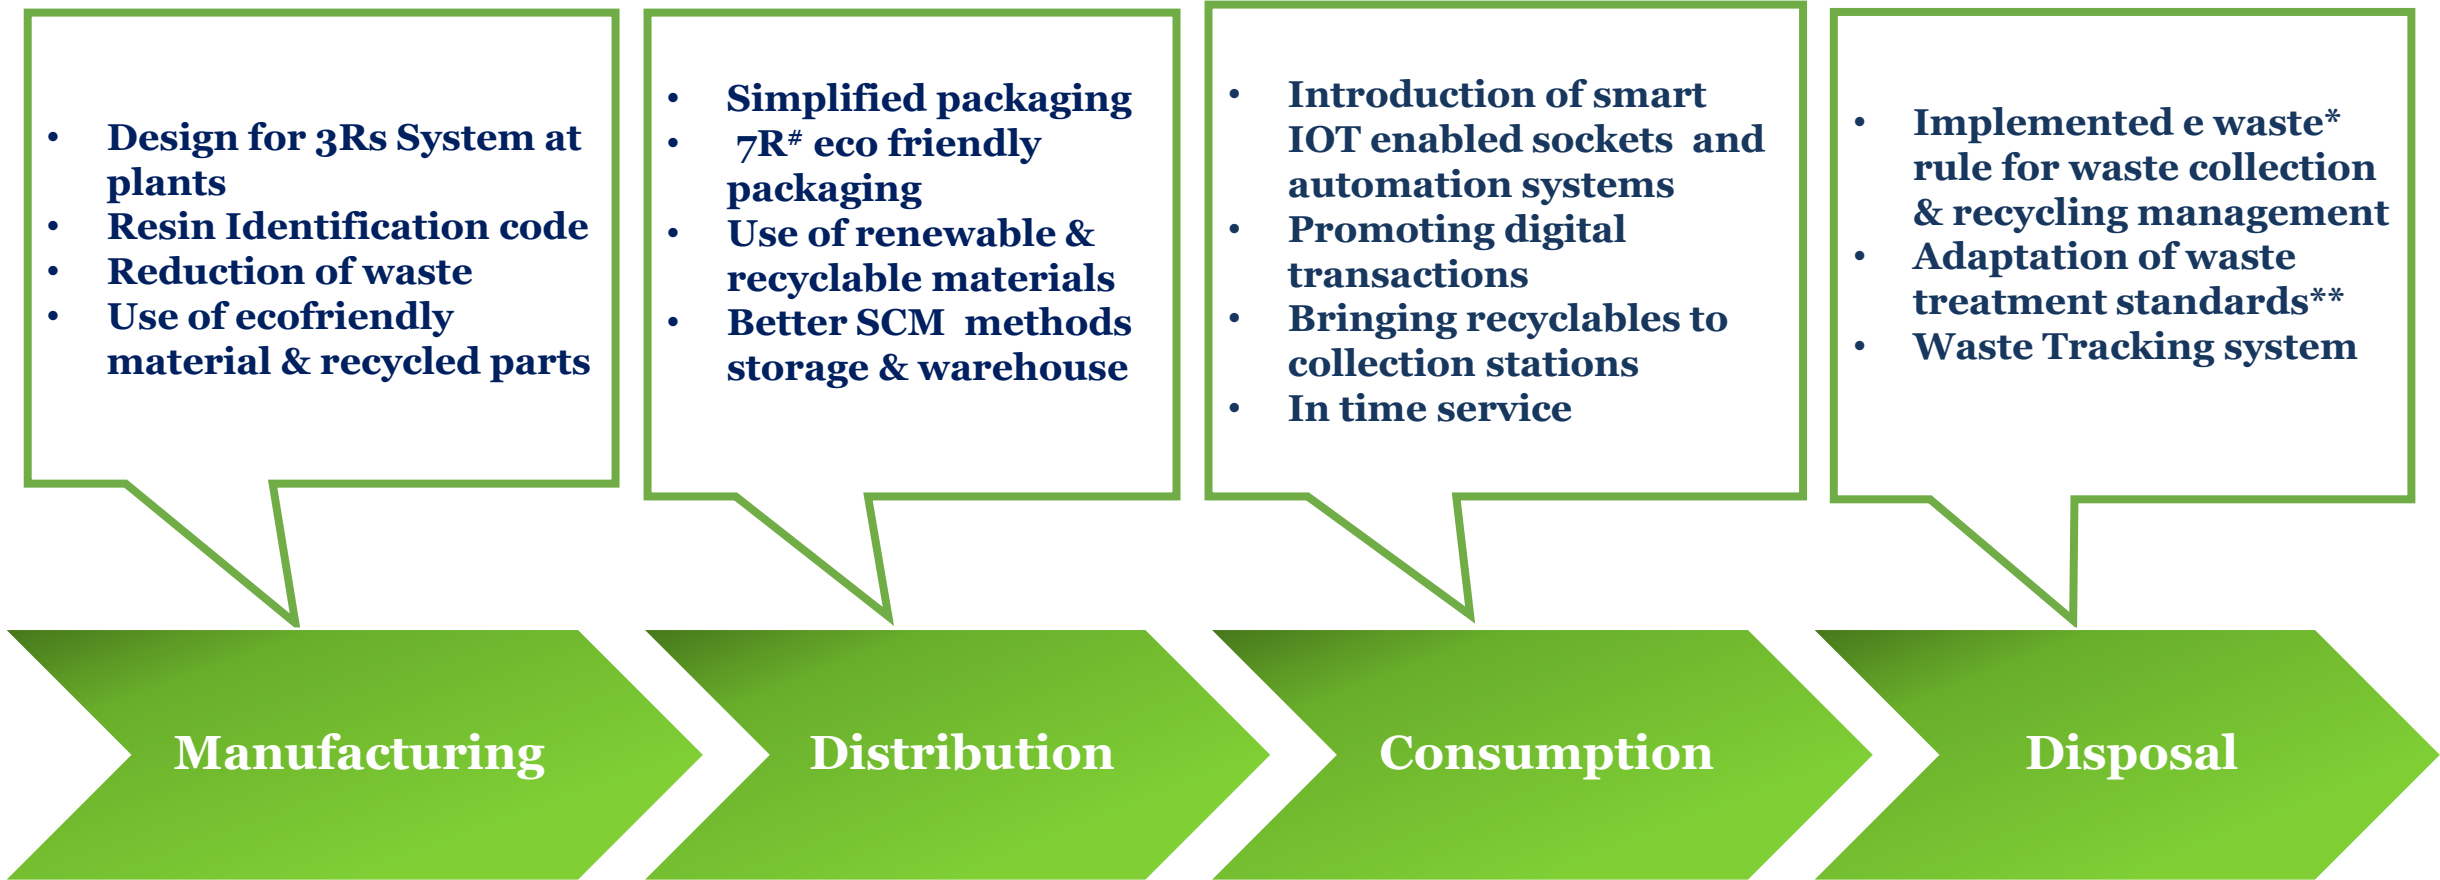 • Design for 3Rs System at
plants
• Resin Identification code
• Reduction of waste
• Use of ecofriendly
material & recycled parts
• Simplified packaging
• 7R# eco friendly
packaging
• Use of renewable &
recyclable materials
• Better SCM methods
storage & warehouse
• Introduction of smart
IOT enabled sockets and
automation systems
• Promoting digital
transactions
• Bringing recyclables to
collection stations
• In time service
• Implemented e waste*
rule for waste collection
& recycling management
• Adaptation of waste
treatment standards**
• Waste Tracking system
Manufacturing
Distribution
Consumption
Disposal